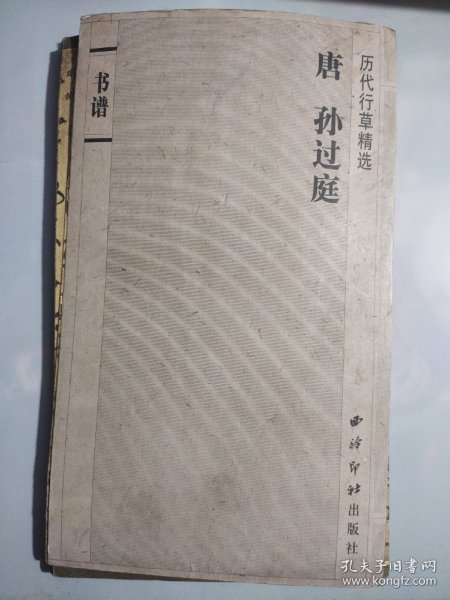 历代行草精选
西泠印社出版社
唐 孙过庭
书谱
孔夫子旧书网
www.kongfz.com